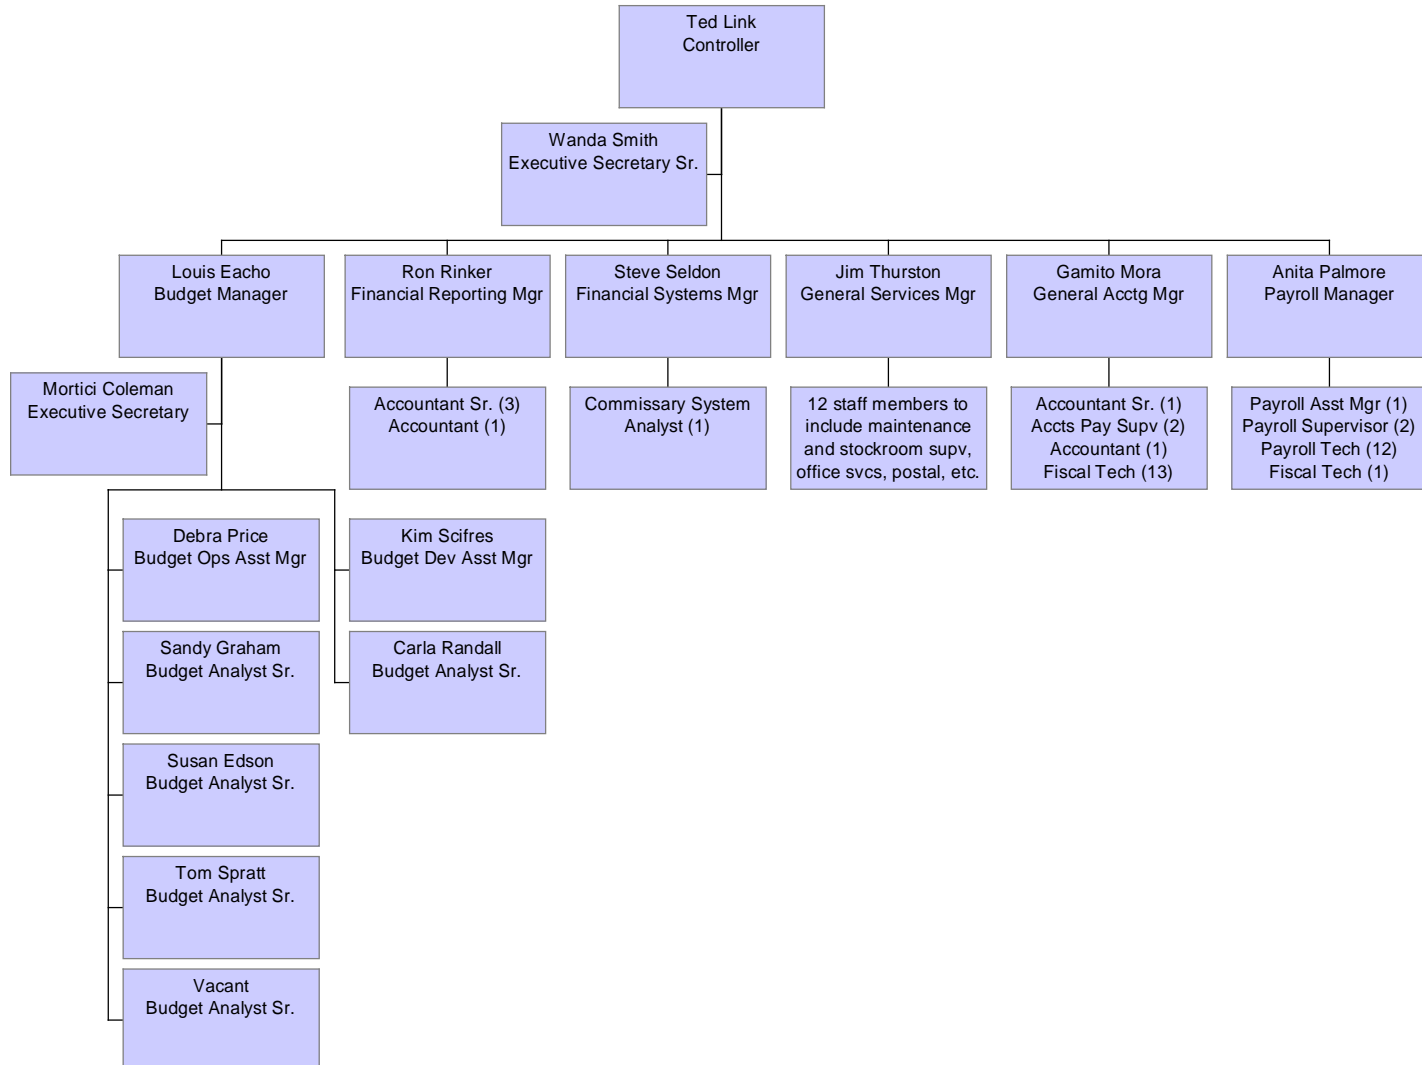 Ted Link
Controller
Wanda Smith
Executive Secretary Sr.
Louis Eacho
Budget Manager
Ron Rinker
Financial Reporting Mgr
Steve Seldon
Financial Systems Mgr
Jim Thurston
General Services Mgr
Gamito Mora
General Acctg Mgr
Anita Palmore
Payroll Manager
Mortici Coleman
Executive Secretary
Accountant Sr. (3)
Accountant (1)
Commissary System
Analyst (1)
12 staff members to
include maintenance
and stockroom supv,
office svcs, postal, etc.
Accountant Sr. (1)
Accts Pay Supv (2)
Accountant (1)
Fiscal Tech (13)
Payroll Asst Mgr (1)
Payroll Supervisor (2)
Payroll Tech (12)
Fiscal Tech (1)
Debra Price
Budget Ops Asst Mgr
Kim Scifres
Budget Dev Asst Mgr
Sandy Graham
Budget Analyst Sr.
Carla Randall
Budget Analyst Sr.
Susan Edson
Budget Analyst Sr.
Tom Spratt
Budget Analyst Sr.
Vacant
Budget Analyst Sr.